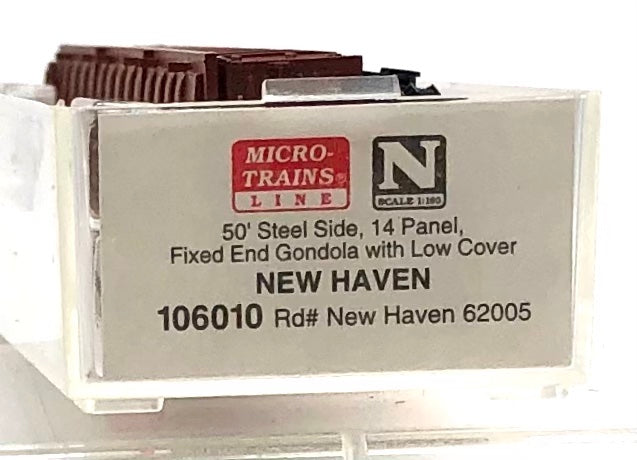 MICRO-
TRAINS®
LINE
N
SCALE 1:160
50' Steel Side, 14 Panel,
Fixed End Gondola with Low Cover
NEW HAVEN
106010 Rd# New Haven 62005